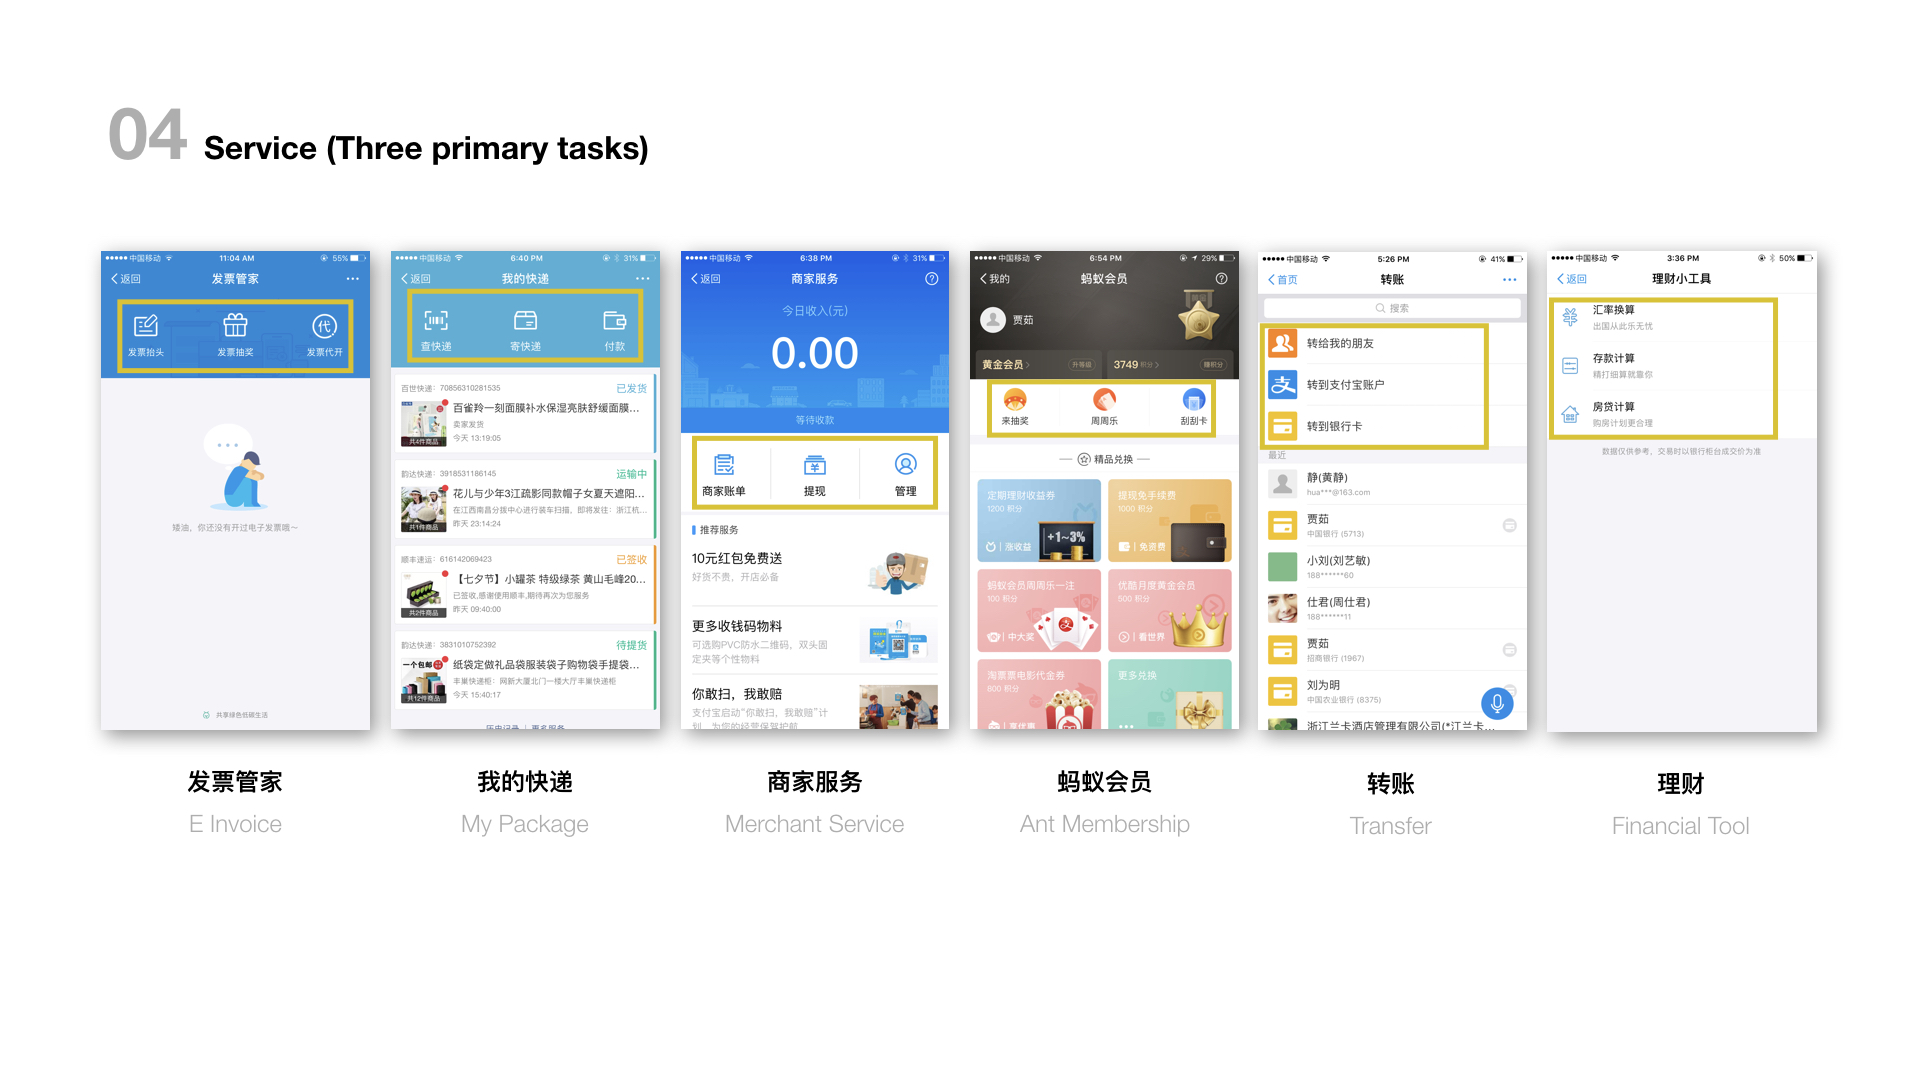 04 Service (Three primary tasks)
中国移动 11:04 AM 55%
返回 发票管家
发票抬头 发票抽奖 发票代开
矮油，你还没有开过电子发票哦～
共享绿色低碳生活
发票管家
E Invoice
中国移动 6:40 PM 31%
返回 我的快递
查快递 寄快递 付款
百世快递：70856310281535 已发货
百雀羚一刻面膜补水保湿亮肤舒缓面膜...
卖家发货
今天 13:19:05
共4件商品
韵达快递：3918531186145 运输中
花儿与少年3江疏影同款帽子女夏天遮阳...
在江西南昌分拨中心进行装车扫描，即将发往：浙江杭...
昨天 23:14:24
共1件商品
顺丰速运：616142069423 已签收
【七夕节】小罐茶 特级绿茶 黄山毛峰20...
已签收,感谢使用顺丰,期待再次为您服务
昨天 09:40:00
共2件商品
韵达快递：3831010752392 待提货
一个包邮
纸袋定做礼品袋服装袋子购物袋手提袋...
丰巢快递柜：网新大厦北门一楼大厅丰巢快递柜
今天 15:40:17
共12件商品
历史记录 | 更多服务
我的快递
My Package
中国移动 6:38 PM 31%
返回 商家服务
今日收入(元)
0.00
等待收款
商家账单 提现 管理
推荐服务
10元红包免费送
好货不贵，开店必备
更多收钱码物料
可选购PVC防水二维码，双头固
定夹等个性物料
你敢扫，我敢赔
支付宝启动“你敢扫，我敢赔”计
划，为您的经营保驾护航
商家服务
Merchant Service
中国移动 6:54 PM 29%
我的 蚂蚁会员
贾茹
黄金会员 升等级 3749 积分 赚积分
来抽奖 周周乐 刮刮卡
精品兑换
定期理财收益券
1200 积分
+1~3%
涨收益
提现免手续费
1000 积分
免资费
蚂蚁会员周周乐一注
100 积分
中大奖
优酷月度黄金会员
500 积分
看世界
淘票票电影代金券
800 积分
享优惠
更多兑换
蚂蚁会员
Ant Membership
中国移动 5:26 PM 41%
首页 转账
搜索
转给我的朋友
转到支付宝账户
转到银行卡
最近
静(黄静)
hua***@163.com
贾茹
中国银行 (5713)
小刘(刘艺敏)
188******60
仕君(周仕君)
188******11
贾茹
招商银行 (1967)
刘为明
中国农业银行 (8375)
浙江兰卡酒店管理有限公司(*江兰卡...
转账
Transfer
中国移动 3:36 PM 50%
返回 理财小工具
汇率换算
出国从此乐无忧
存款计算
精打细算就靠你
房贷计算
购房计划更合理
数据仅供参考，交易时以银行柜台成交价为准
理财
Financial Tool